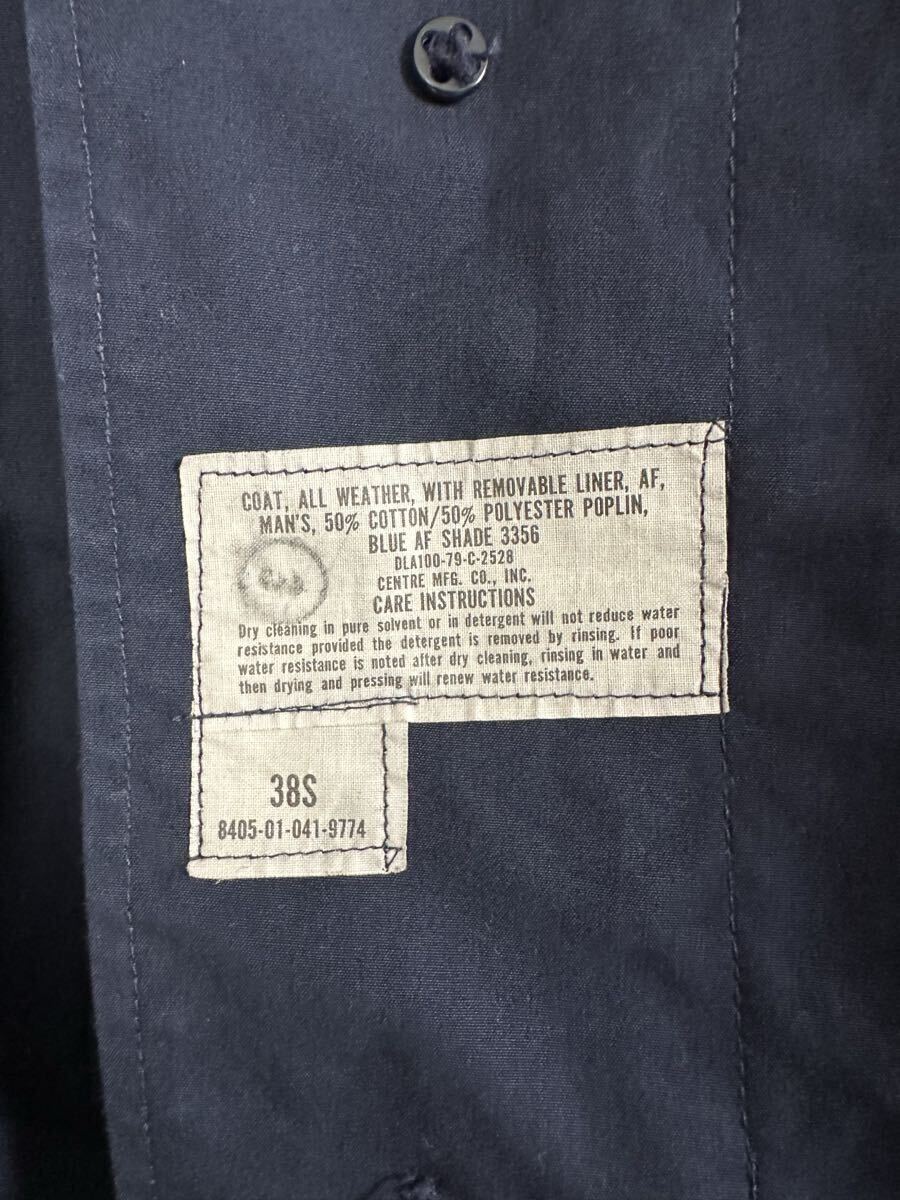 COAT, ALL WEATHER, WITH REMOVABLE LINER, AF,
MAN'S, 50% COTTON/50% POLYESTER POPLIN,
BLUE AF SHADE 3356
DLA100-79-C-2528
CENTRE MFG. CO., INC.
CARE INSTRUCTIONS
Dry cleaning in pure solvent or in detergent will not reduce water
resistance provided the detergent is removed by rinsing. If poor
water resistance is noted after dry cleaning, rinsing in water and
then drying and pressing will renew water resistance.
38S
8405-01-041-9774